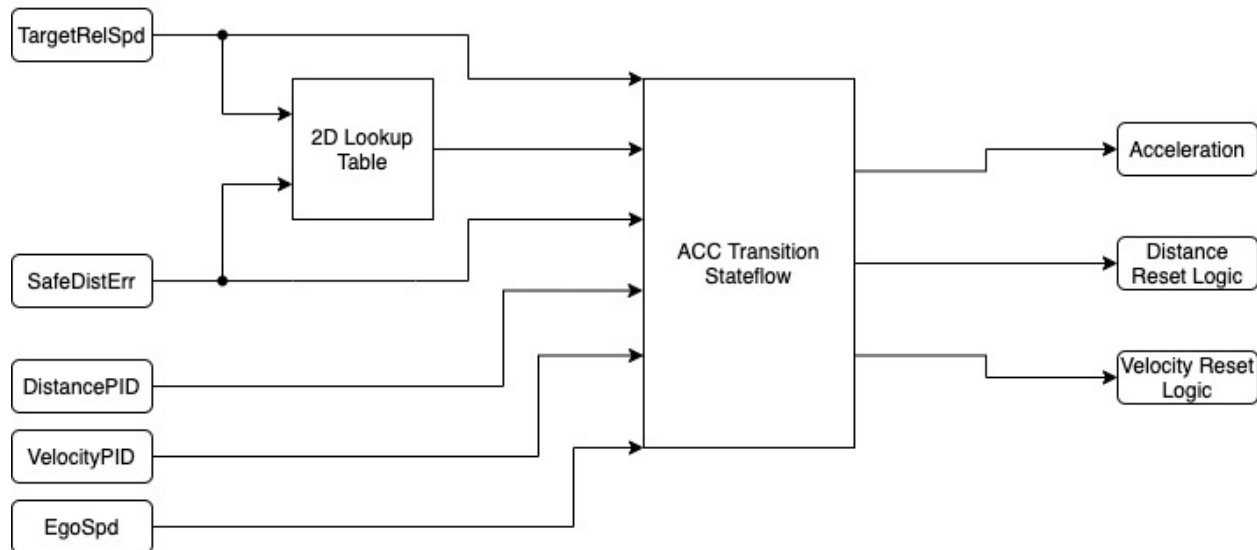 TargetRelSpd
2D Lookup
Table
SafeDistErr
DistancePID
VelocityPID
EgoSpd
ACC Transition
Stateflow
Acceleration
Distance
Reset Logic
Velocity Reset
Logic